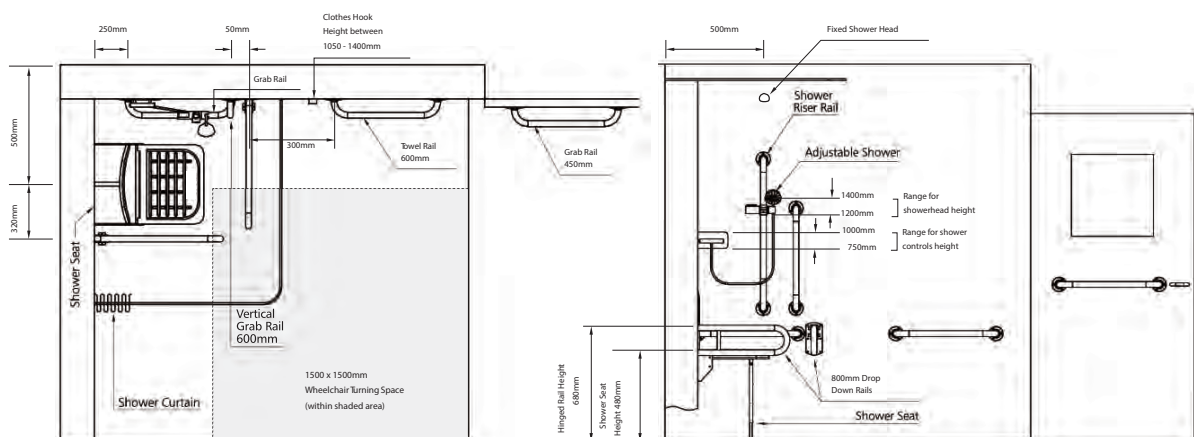 250mm
50mm
Clothes Hook
Height between
1050 - 1400mm
Grab Rail
500mm
300mm
Towel Rail
600mm
Grab Rail
450mm
320mm
Shower Seat
Vertical
Grab Rail
600mm
1500 x 1500mm
Wheelchair Turning Space
(within shaded area)
Shower Curtain
500mm
Fixed Shower Head
Shower
Riser Rail
Adjustable Shower
1400mm
1200mm
Range for
showerhead height
1000mm
750mm
Range for shower
controls height
Hinged Rail Height
680mm
Shower Seat
Height 480mm
800mm Drop
Down Rails
Shower Seat